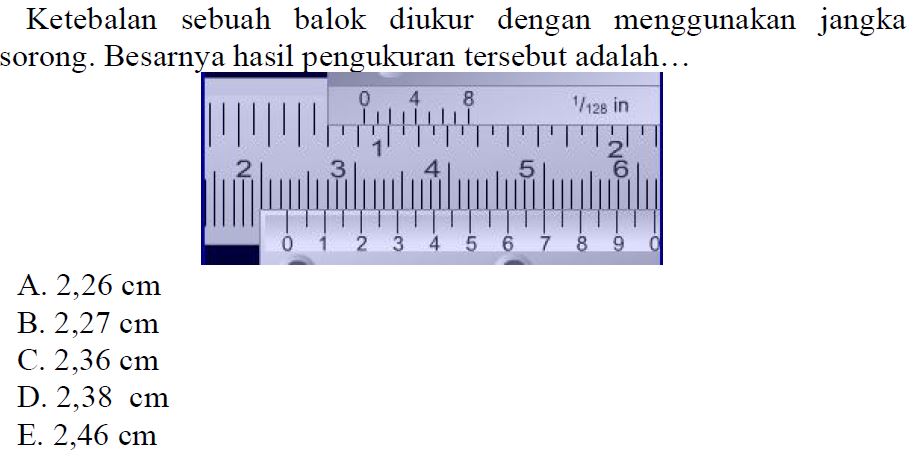 Ketebalan sebuah balok diukur dengan menggunakan jangka
sorong. Besarnya hasil pengukuran tersebut adalah…
0 4 8 1/128 in
1 2
2 3 4 5 6
0 1 2 3 4 5 6 7 8 9 0
A. 2,26 cm
B. 2,27 cm
C. 2,36 cm
D. 2,38 cm
E. 2,46 cm